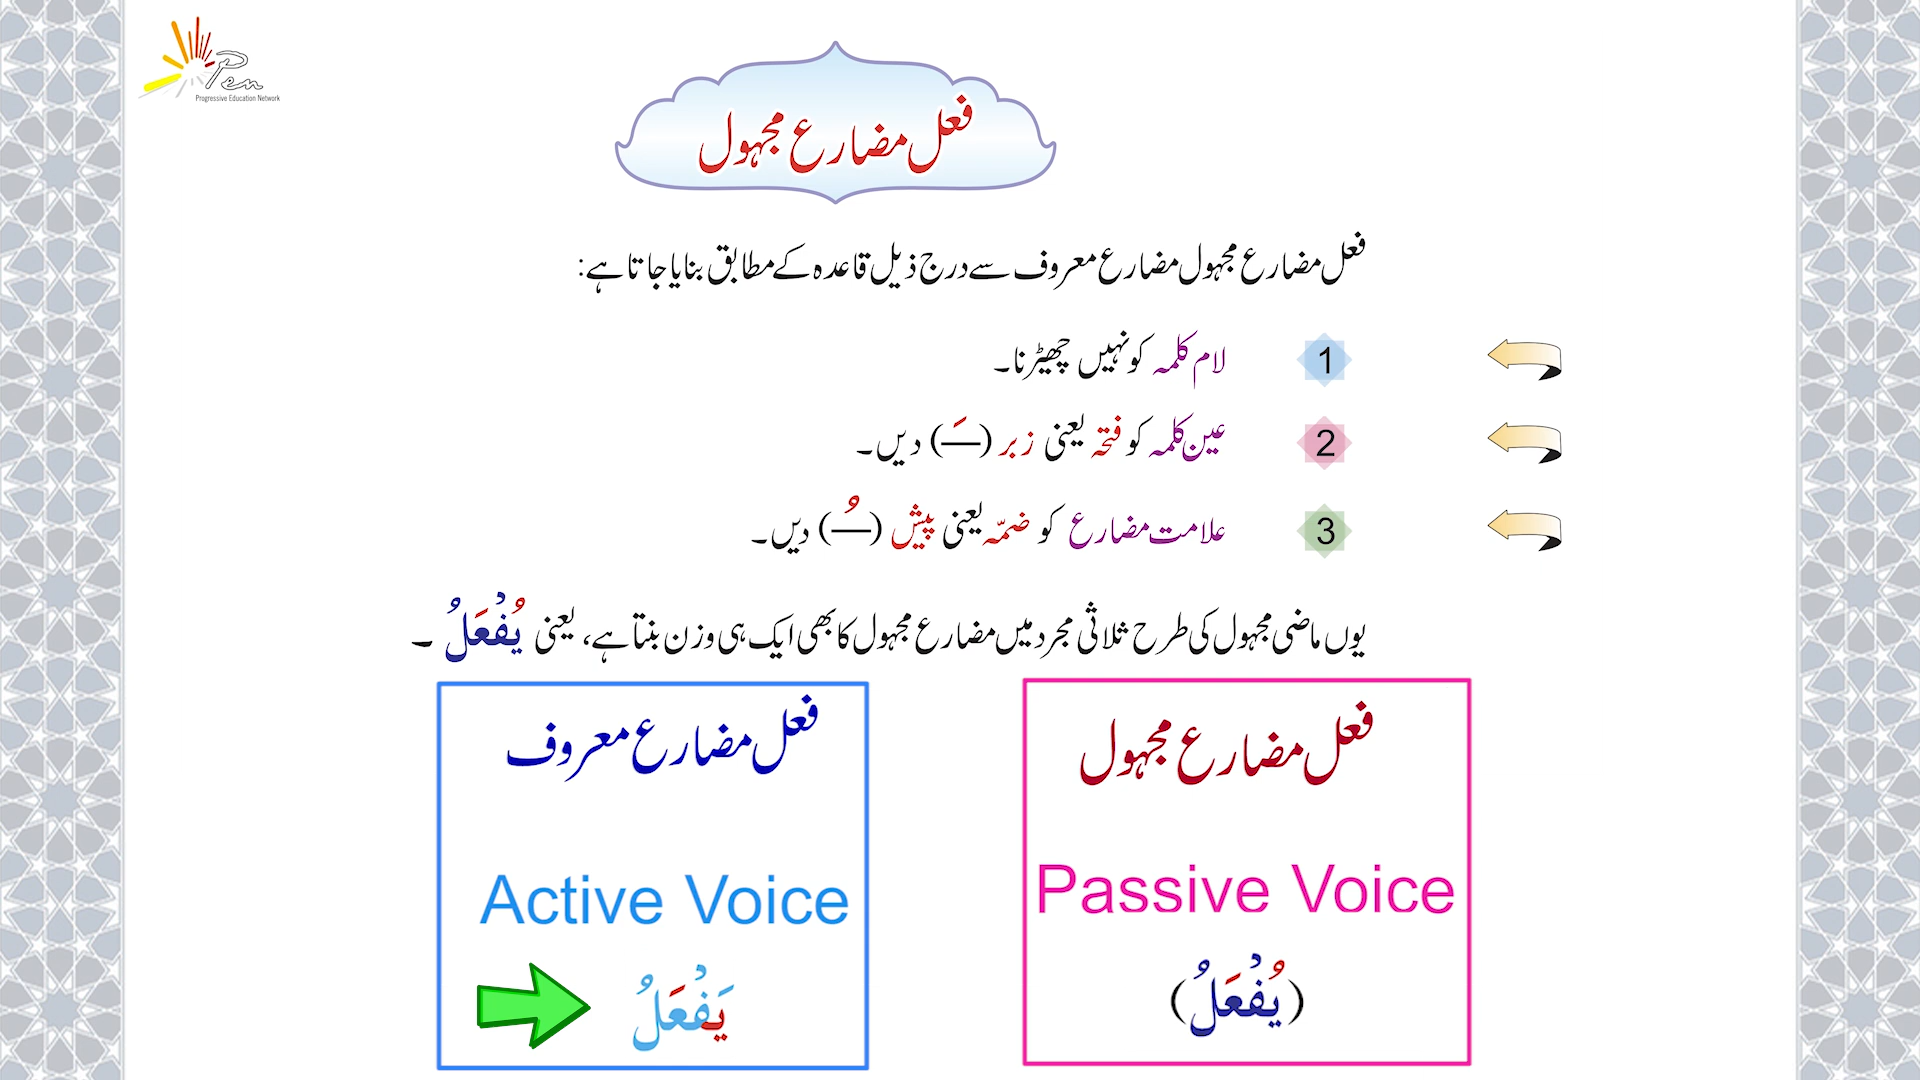 Pen
Progressive Education Network
فعل مضارع مجہول
فعل مضارع مجہول مضارع معروف سے درج ذیل قاعدہ کے مطابق بنایا جاتا ہے:
1 لام کلمہ کو نہیں چھیڑنا۔
2 عین کلمہ کو فتحہ یعنی زبر (ـَـ) دیں۔
3 علامت مضارع کو ضمّہ یعنی پیش (ـُـ) دیں۔
یوں ماضی مجہول کی طرح ثلاثی مجرد میں مضارع مجہول کا بھی ایک ہی وزن بنتا ہے، یعنی يُفْعَلُ ۔
فعل مضارع مجہول
Passive Voice
(يُفْعَلُ)
فعل مضارع معروف
Active Voice
يَفْعَلُ